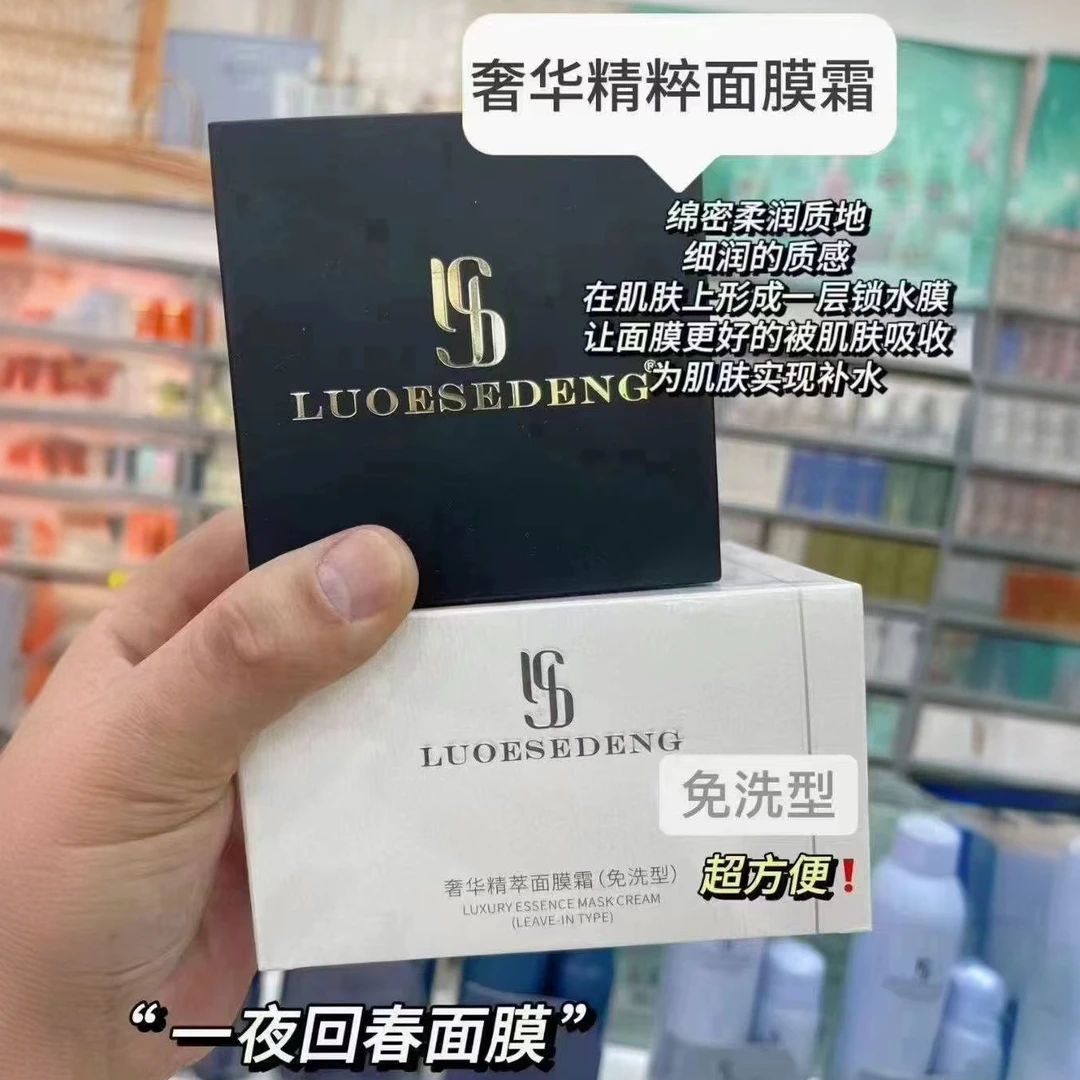 奢华精粹面膜霜
绵密柔润质地
细润的质感
在肌肤上形成一层锁水膜
让面膜更好的被肌肤吸收
为肌肤实现补水
LUOESEDENG®
LUOESEDENG
免洗型
奢华精萃面膜霜（免洗型）
LUXURY ESSENCE MASK CREAM
(LEAVE-IN TYPE)
超方便❗
“一夜回春面膜”